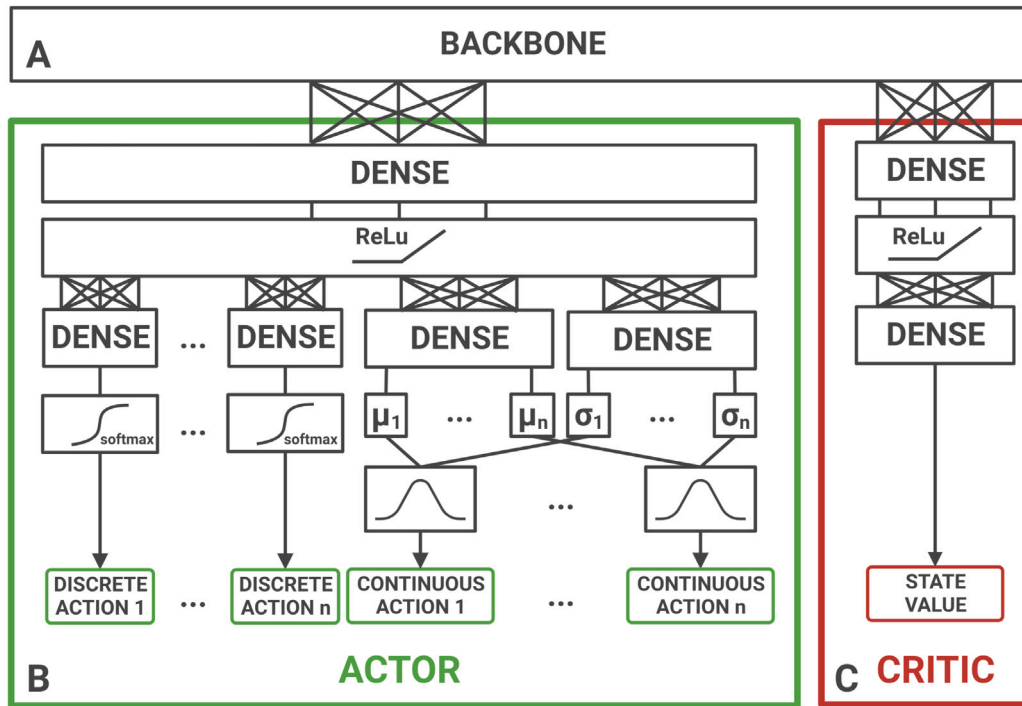 A
BACKBONE
DENSE
ReLu
DENSE
...
DENSE
DENSE
DENSE
softmax
...
softmax
μ1
...
μn
σ1
...
σn
...
DISCRETE
ACTION 1
...
DISCRETE
ACTION n
CONTINUOUS
ACTION 1
...
CONTINUOUS
ACTION n
B
ACTOR
DENSE
ReLu
DENSE
STATE
VALUE
C
CRITIC